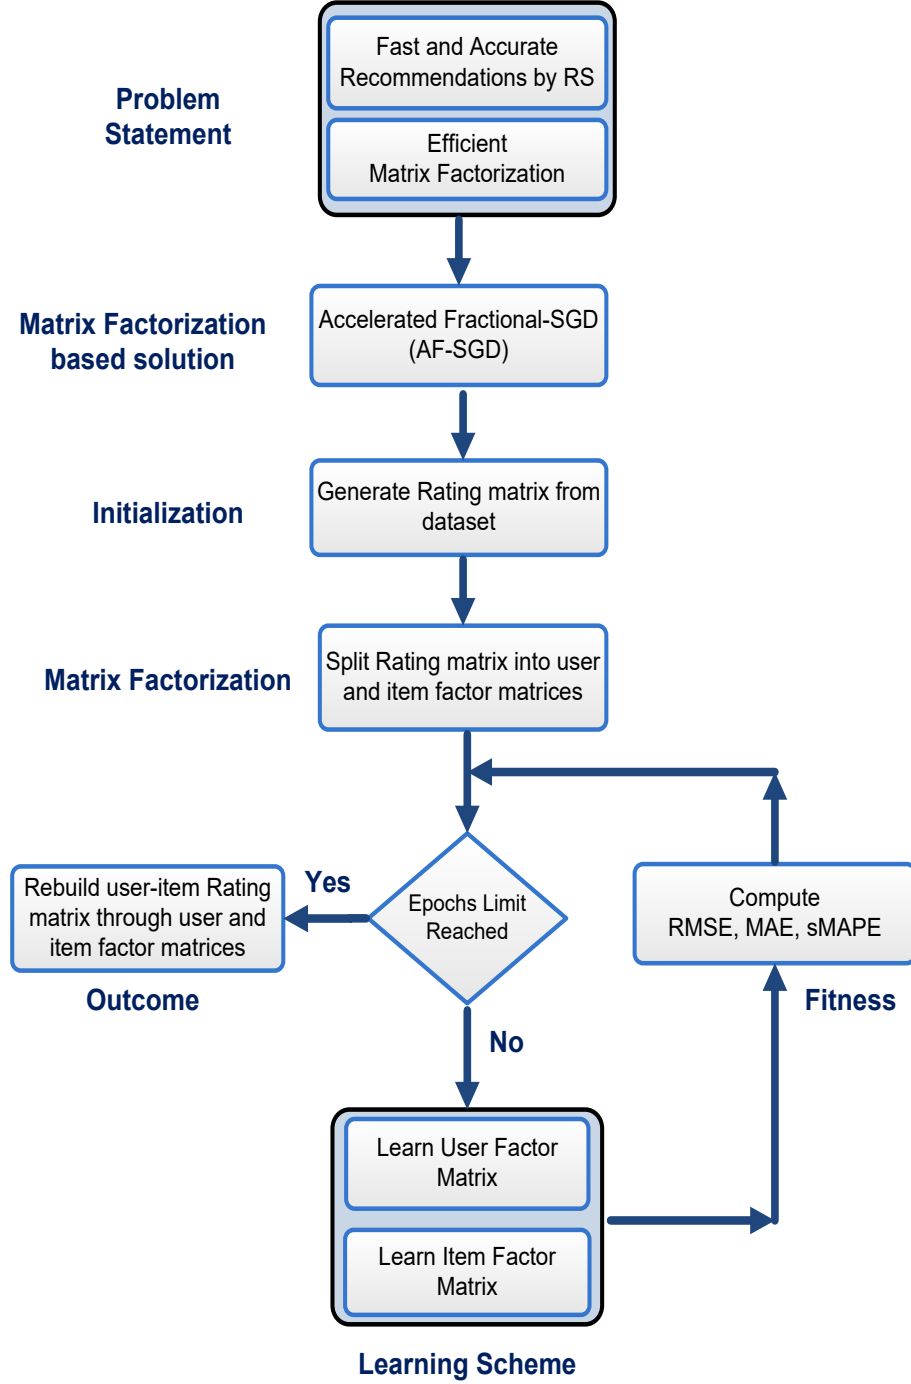 Problem
Statement
Fast and Accurate
Recommendations by RS
Efficient
Matrix Factorization
Matrix Factorization
based solution
Accelerated Fractional-SGD
(AF-SGD)
Initialization
Generate Rating matrix from
dataset
Matrix Factorization
Split Rating matrix into user
and item factor matrices
Rebuild user-item Rating
matrix through user and
item factor matrices
Outcome
Yes
Epochs Limit
Reached
No
Compute
RMSE, MAE, sMAPE
Fitness
Learn User Factor
Matrix
Learn Item Factor
Matrix
Learning Scheme